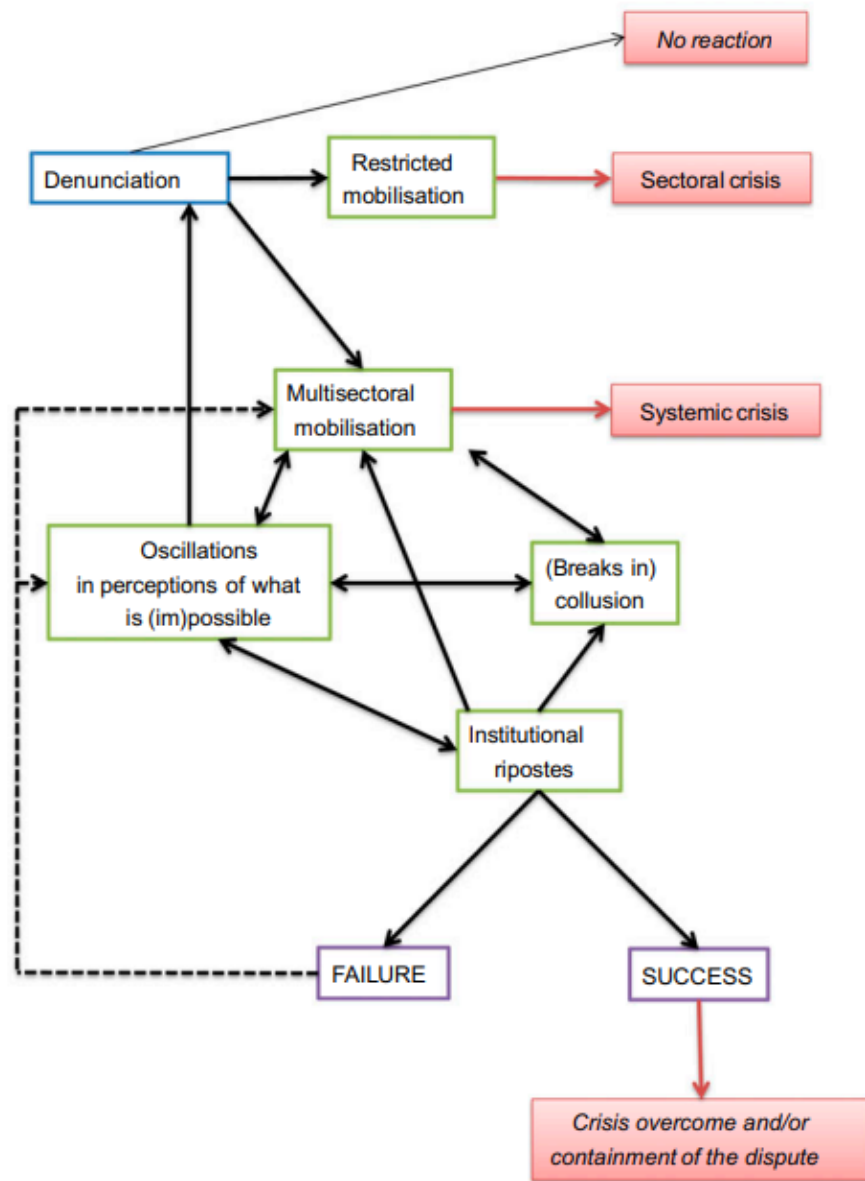 No reaction
Denunciation
Restricted
mobilisation
Sectoral crisis
Multisectoral
mobilisation
Systemic crisis
Oscillations
in perceptions of what
is (im)possible
(Breaks in)
collusion
Institutional
ripostes
FAILURE
SUCCESS
Crisis overcome and/or
containment of the dispute